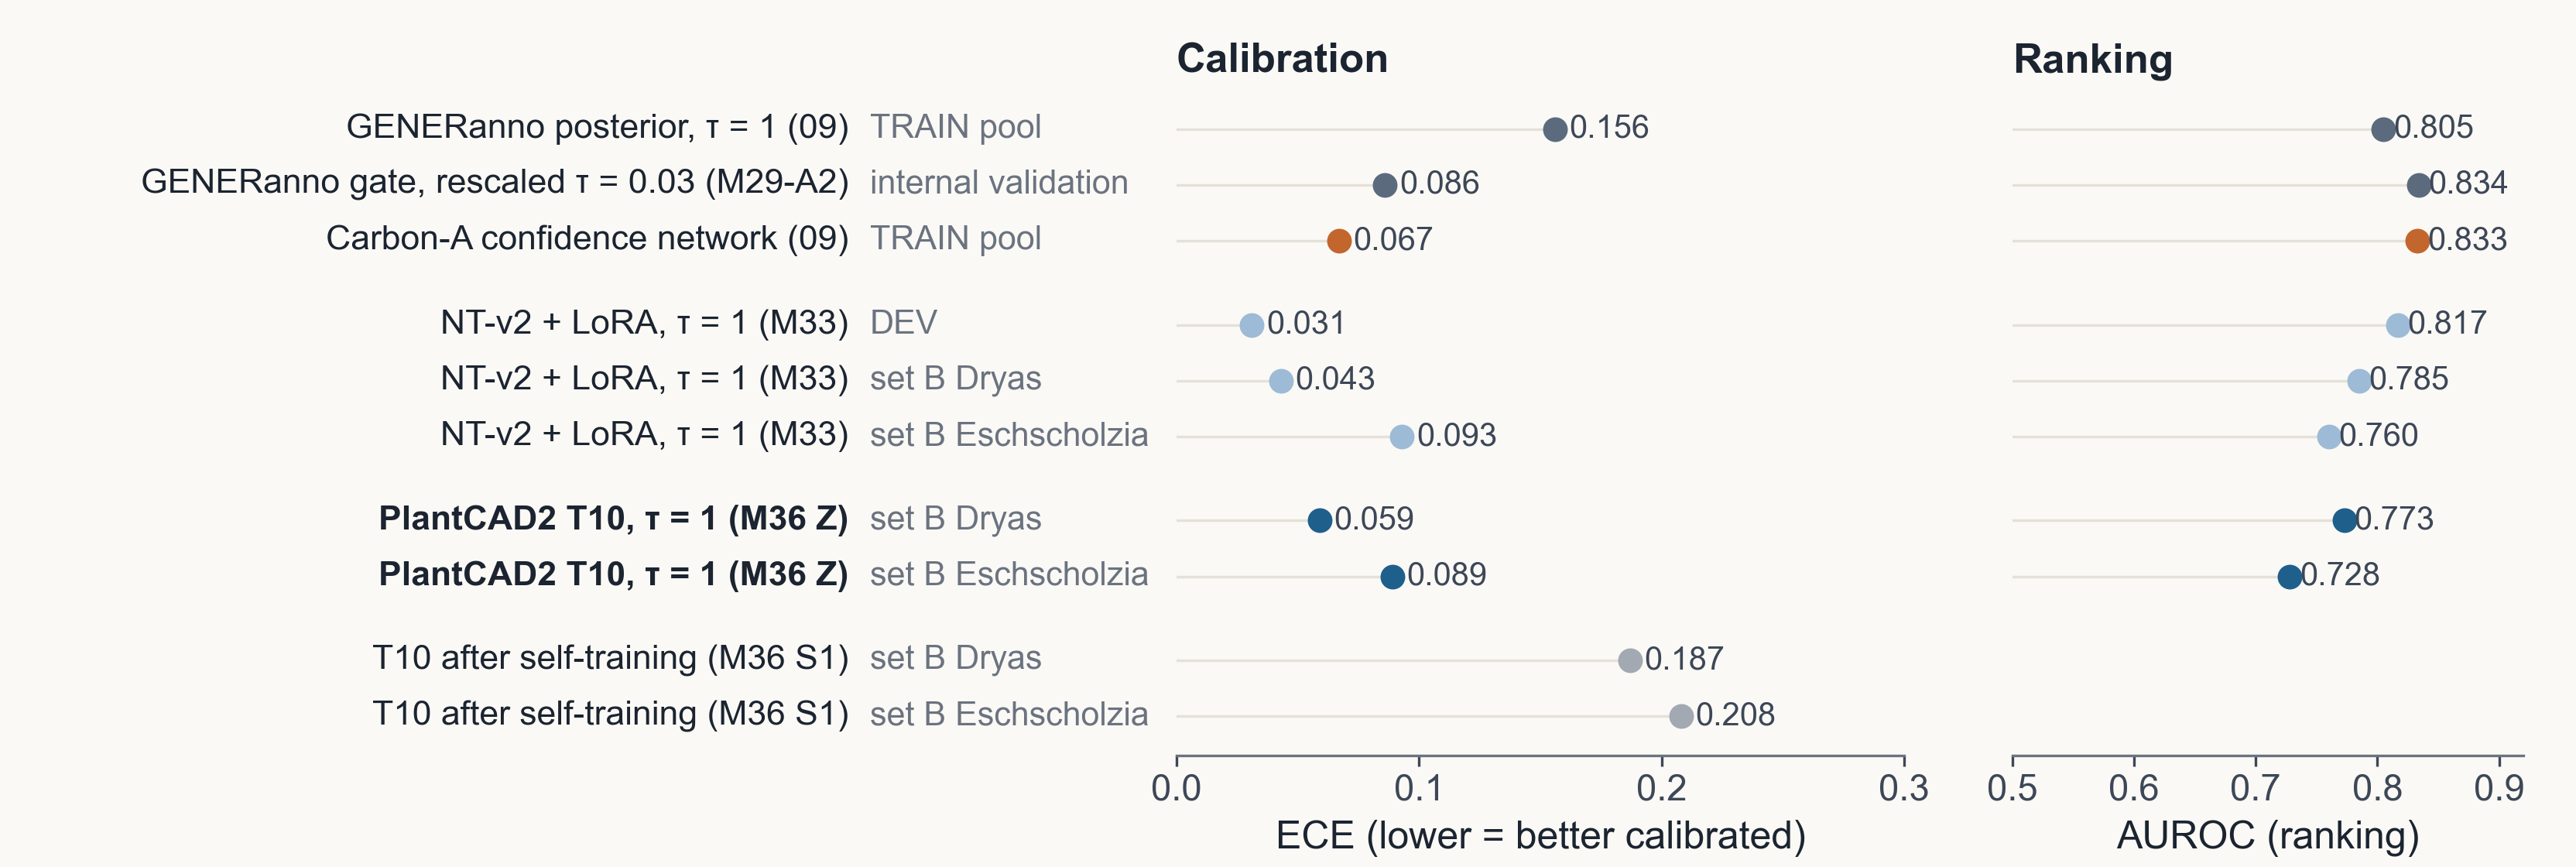 Calibration Ranking
GENERanno posterior, τ = 1 (09) TRAIN pool 0.156 0.805
GENERanno gate, rescaled τ = 0.03 (M29-A2) internal validation 0.086 0.834
Carbon-A confidence network (09) TRAIN pool 0.067 0.833
NT-v2 + LoRA, τ = 1 (M33) DEV 0.031 0.817
NT-v2 + LoRA, τ = 1 (M33) set B Dryas 0.043 0.785
NT-v2 + LoRA, τ = 1 (M33) set B Eschscholzia 0.093 0.760
PlantCAD2 T10, τ = 1 (M36 Z) set B Dryas 0.059 0.773
PlantCAD2 T10, τ = 1 (M36 Z) set B Eschscholzia 0.089 0.728
T10 after self-training (M36 S1) set B Dryas 0.187
T10 after self-training (M36 S1) set B Eschscholzia 0.208
0.0 0.1 0.2 0.3 0.5 0.6 0.7 0.8 0.9
ECE (lower = better calibrated) AUROC (ranking)